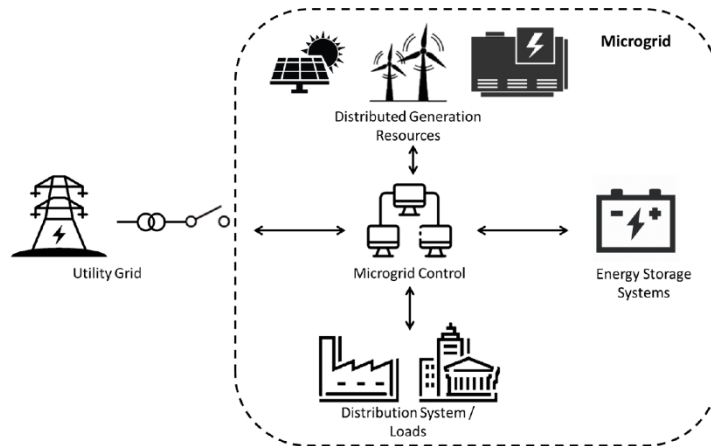 Microgrid
Distributed Generation
Resources
Utility Grid
Microgrid Control
Energy Storage
Systems
Distribution System /
Loads